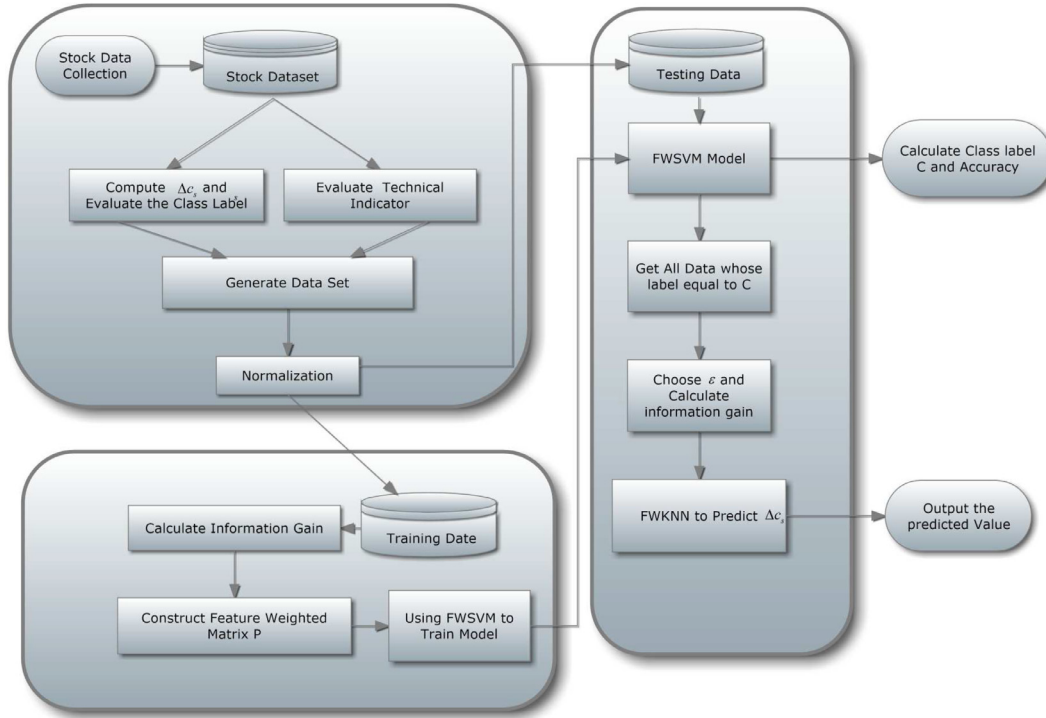 Stock Data
Collection
Stock Dataset
Compute Δcₛ and
Evaluate the Class Label
Evaluate Technical
Indicator
Generate Data Set
Normalization
Calculate Information Gain
Training Date
Construct Feature Weighted
Matrix P
Using FWSVM to
Train Model
Testing Data
FWSVM Model
Calculate Class label
C and Accuracy
Get All Data whose
label equal to C
Choose ε and
Calculate
information gain
FWKNN to Predict Δcₛ
Output the
predicted Value